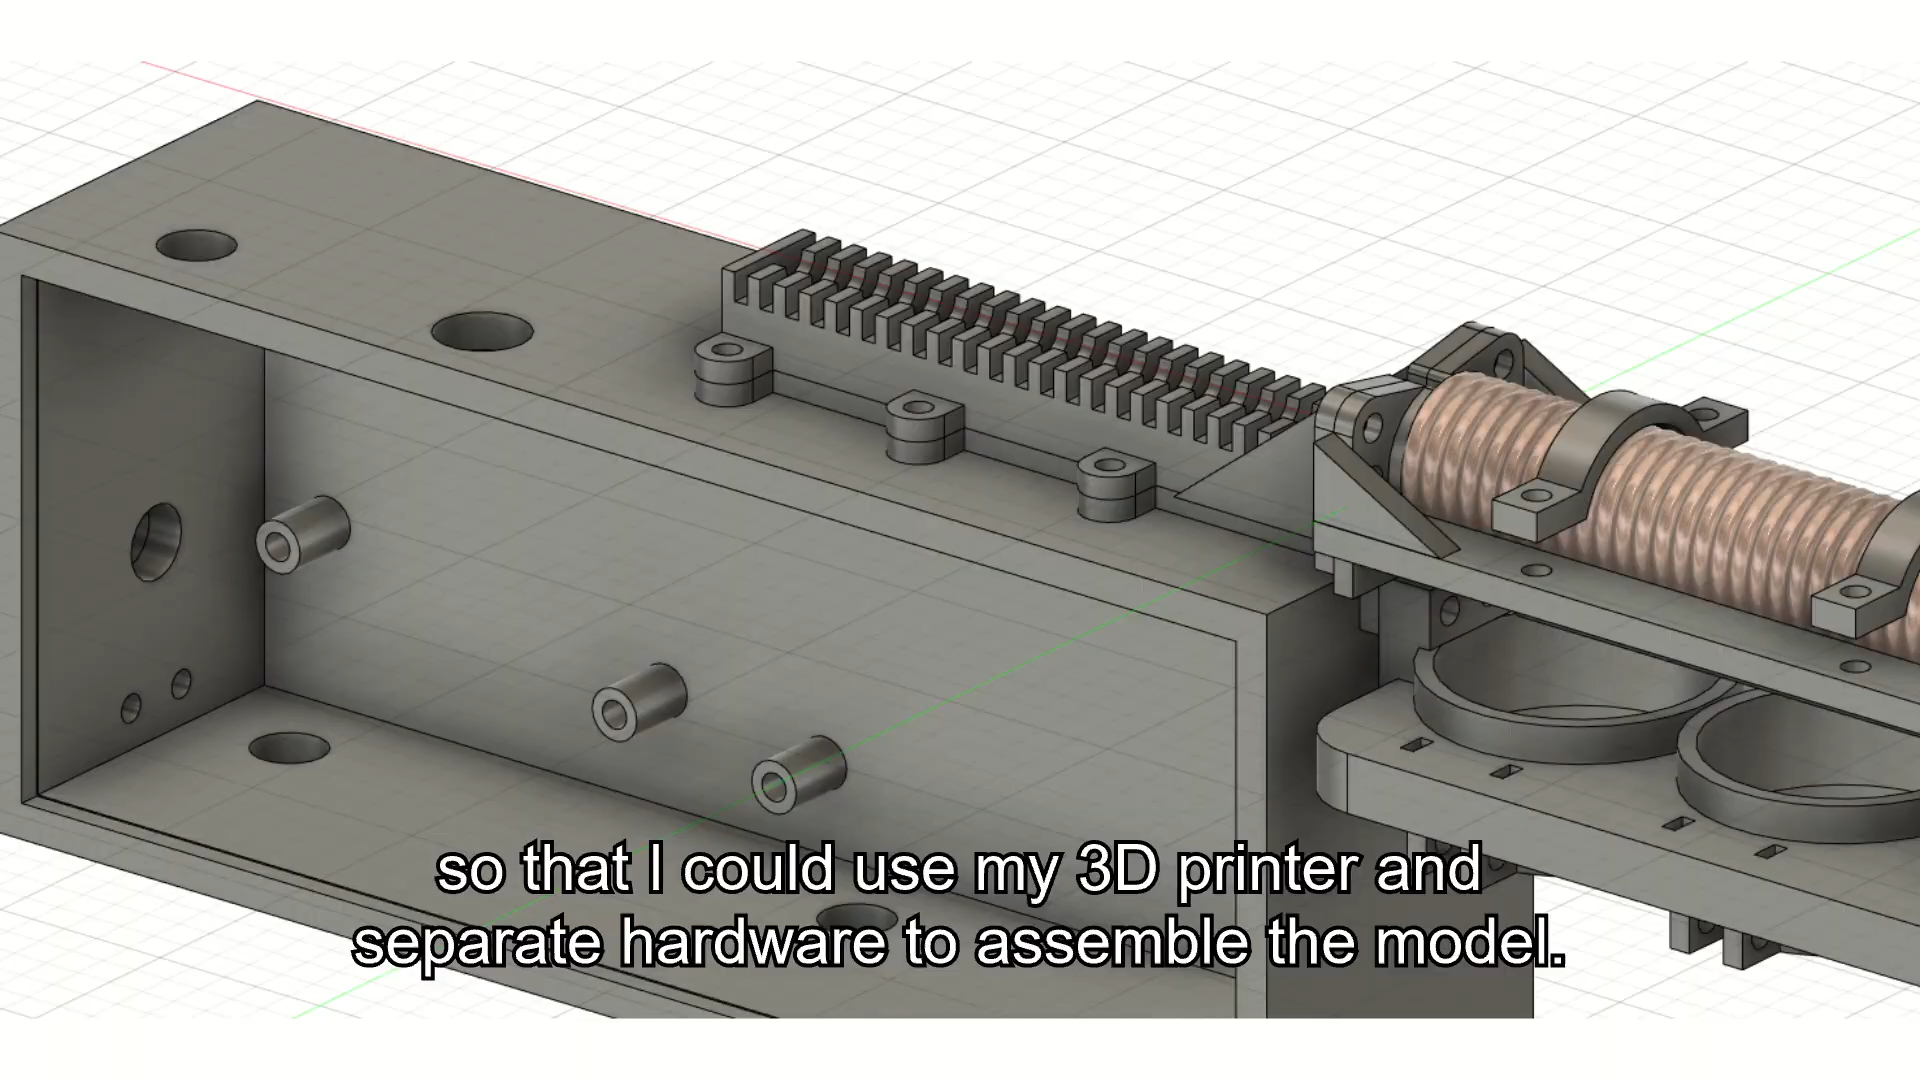 so that I could use my 3D printer and
separate hardware to assemble the model.